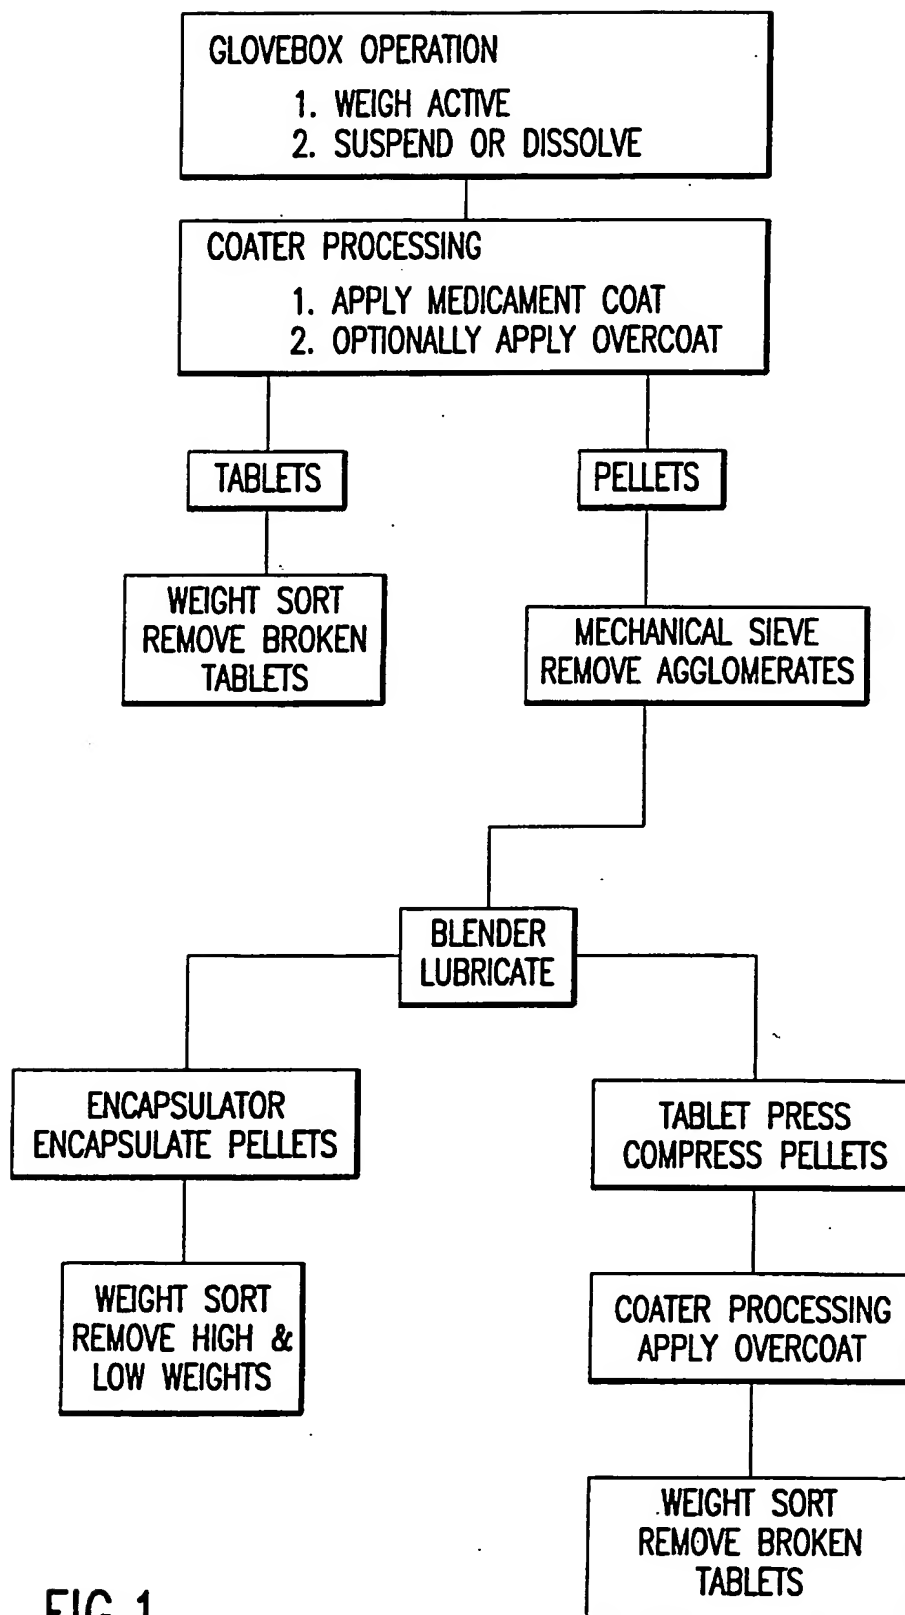 GLOVEBOX OPERATION
1. WEIGH ACTIVE
2. SUSPEND OR DISSOLVE
COATER PROCESSING
1. APPLY MEDICAMENT COAT
2. OPTIONALLY APPLY OVERCOAT
TABLETS
PELLETS
WEIGHT SORT
REMOVE BROKEN
TABLETS
MECHANICAL SIEVE
REMOVE AGGLOMERATES
BLENDER
LUBRICATE
ENCAPSULATOR
ENCAPSULATE PELLETS
TABLET PRESS
COMPRESS PELLETS
WEIGHT SORT
REMOVE HIGH &
LOW WEIGHTS
COATER PROCESSING
APPLY OVERCOAT
WEIGHT SORT
REMOVE BROKEN
TABLETS
FIG. 1